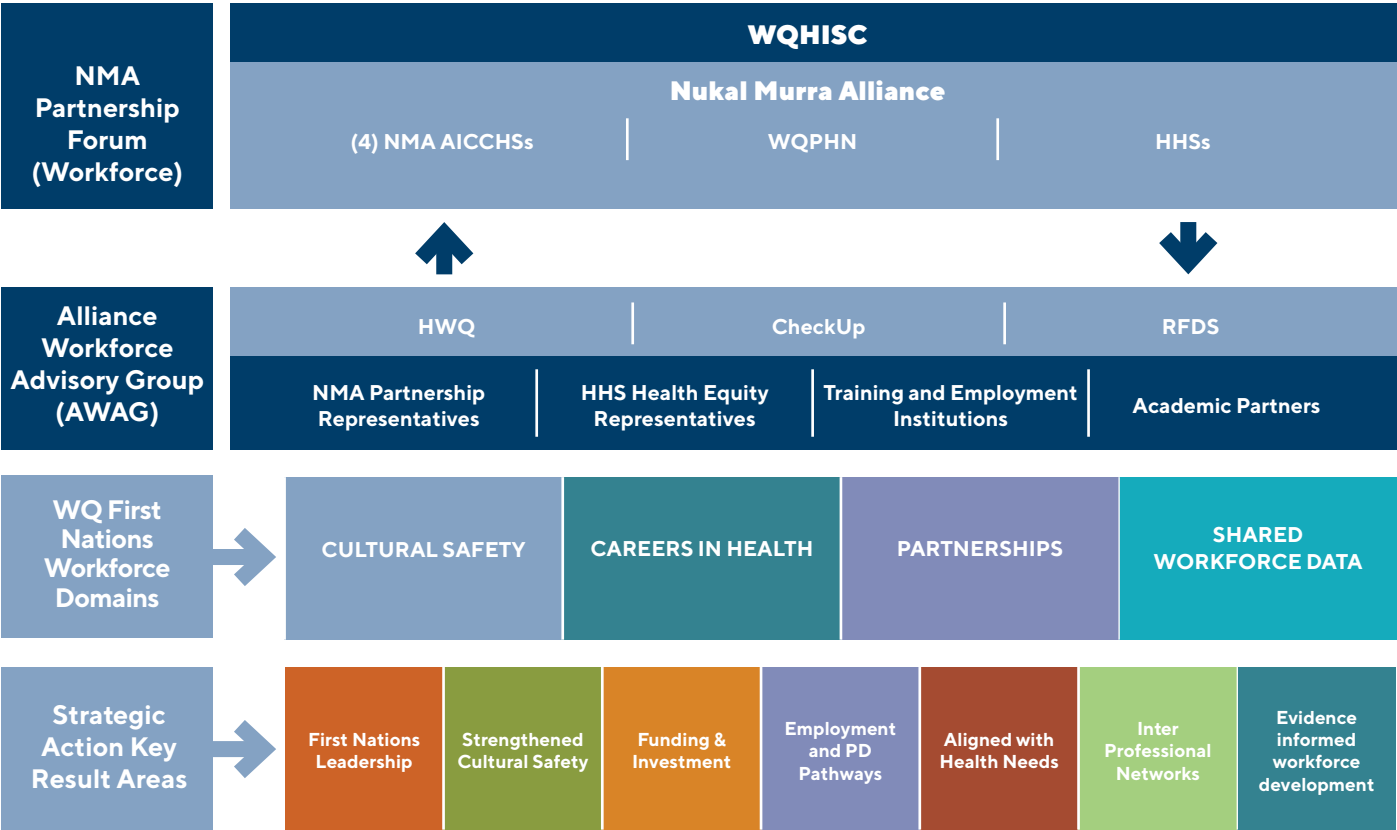 NMA
Partnership
Forum
(Workforce)
WQHISC
Nukal Murra Alliance
(4) NMA AICCHSs
WQPHN
HHSs
Alliance
Workforce
Advisory Group
(AWAG)
HWQ
CheckUp
RFDS
NMA Partnership
Representatives
HHS Health Equity
Representatives
Training and Employment
Institutions
Academic Partners
WQ First
Nations
Workforce
Domains
CULTURAL SAFETY
CAREERS IN HEALTH
PARTNERSHIPS
SHARED
WORKFORCE DATA
Strategic
Action Key
Result Areas
First Nations
Leadership
Strengthened
Cultural Safety
Funding &
Investment
Employment
and PD
Pathways
Aligned with
Health Needs
Inter
Professional
Networks
Evidence
informed
workforce
development